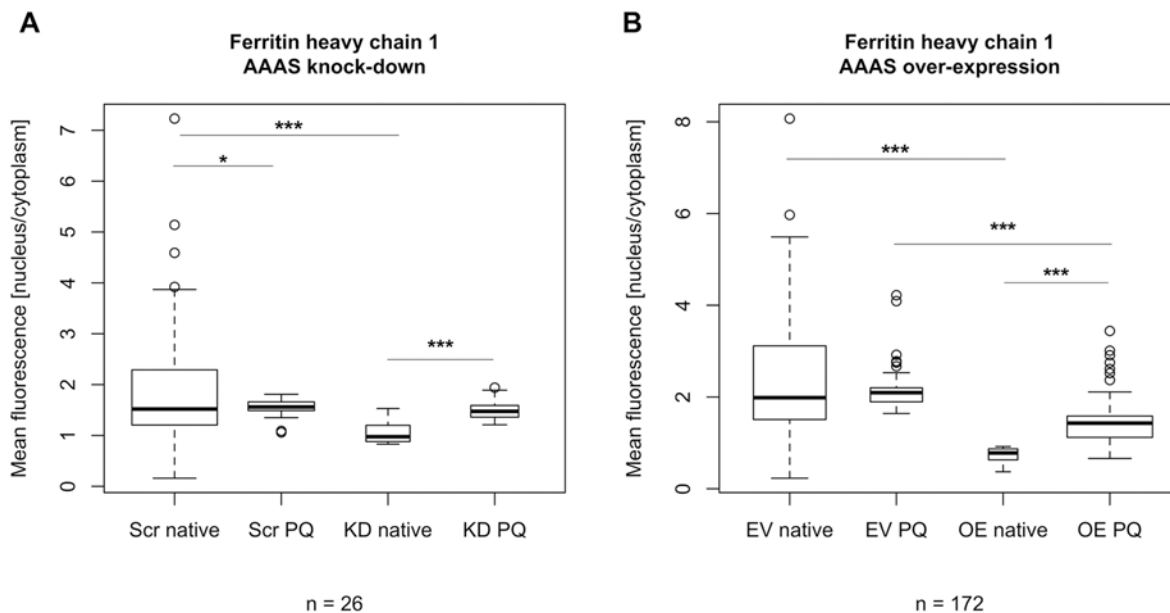 A
Ferritin heavy chain 1
AAAS knock-down
Mean fluorescence [nucleus/cytoplasm]
7
6
5
4
3
2
1
0
***
*
***
Scr native Scr PQ KD native KD PQ
n = 26
B
Ferritin heavy chain 1
AAAS over-expression
Mean fluorescence [nucleus/cytoplasm]
8
6
4
2
0
***
***
***
EV native EV PQ OE native OE PQ
n = 172